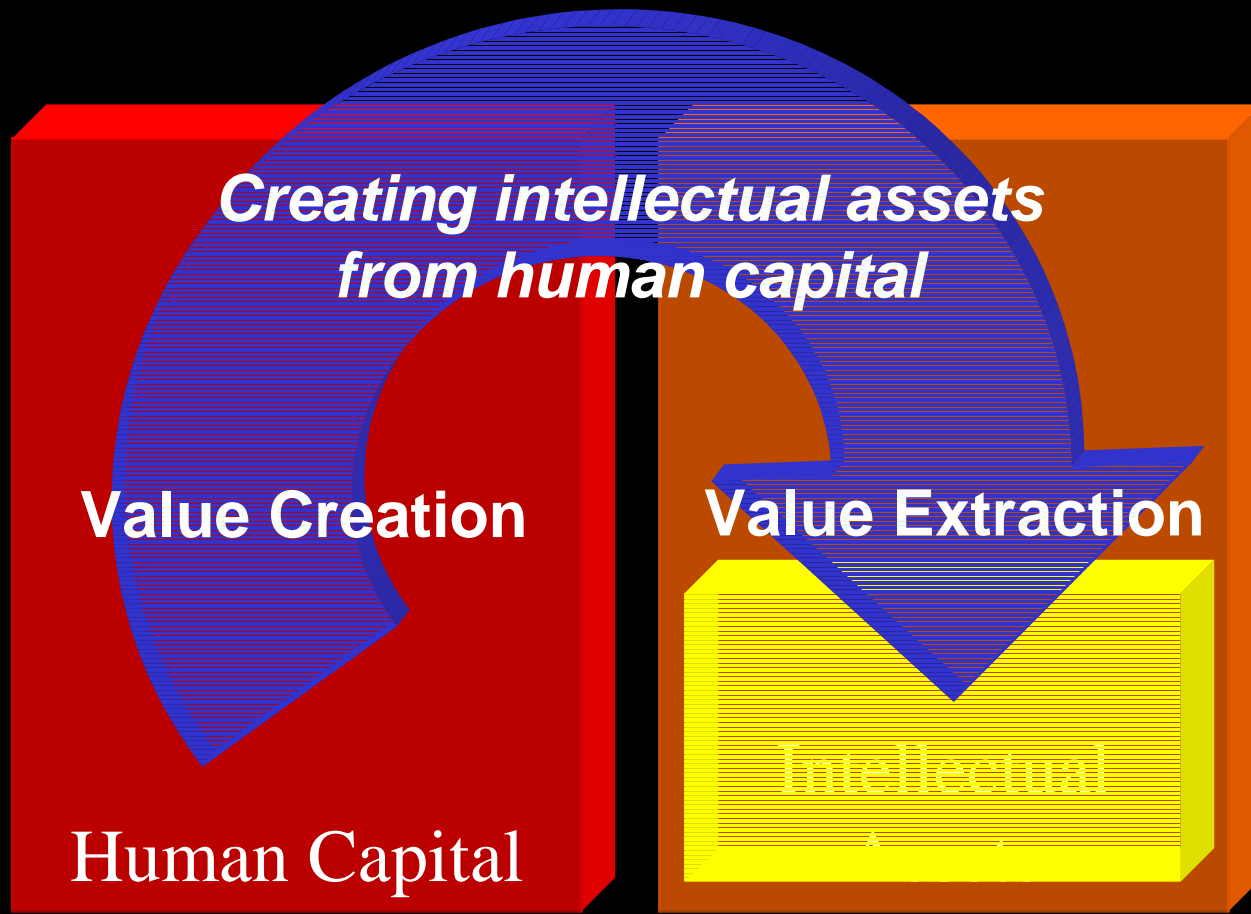 Creating intellectual assets
from human capital
Value Creation
Value Extraction
Intellectual
Human Capital